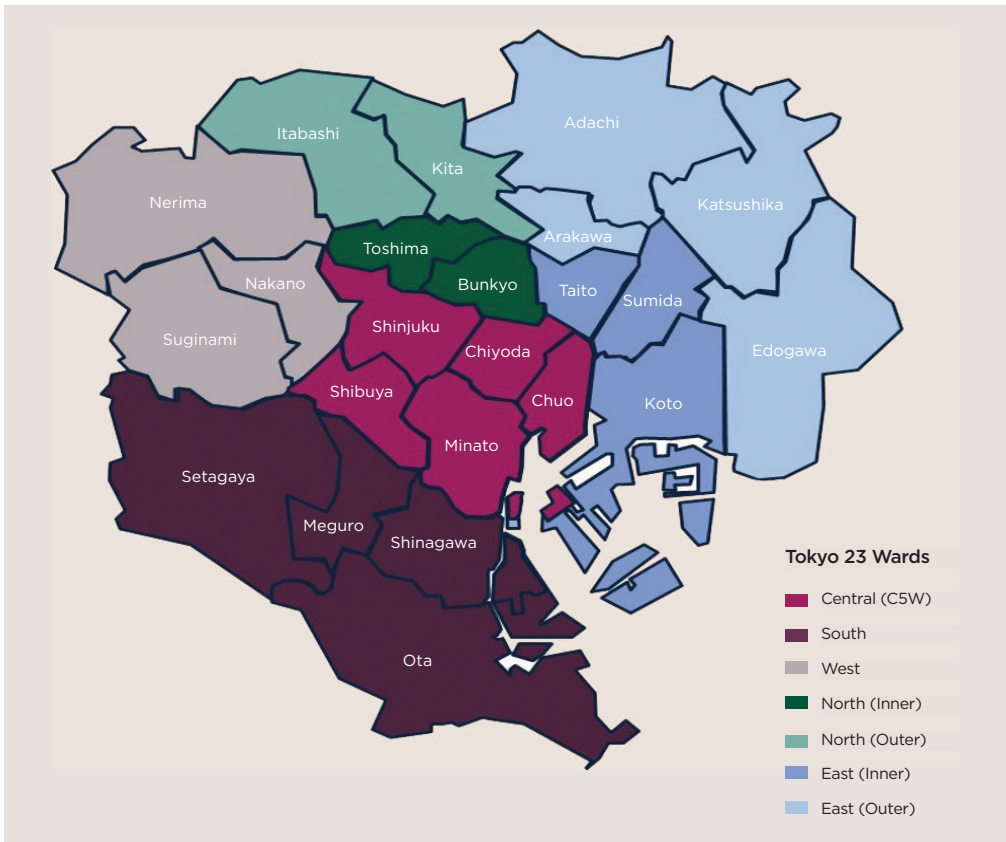 Adachi
Itabashi
Kita
Nerima
Katsushika
Arakawa
Toshima
Nakano
Bunkyo
Taito
Sumida
Shinjuku
Suginami
Chiyoda
Edogawa
Shibuya
Chuo
Koto
Minato
Setagaya
Meguro
Shinagawa
Ota
Tokyo 23 Wards
Central (C5W)
South
West
North (Inner)
North (Outer)
East (Inner)
East (Outer)